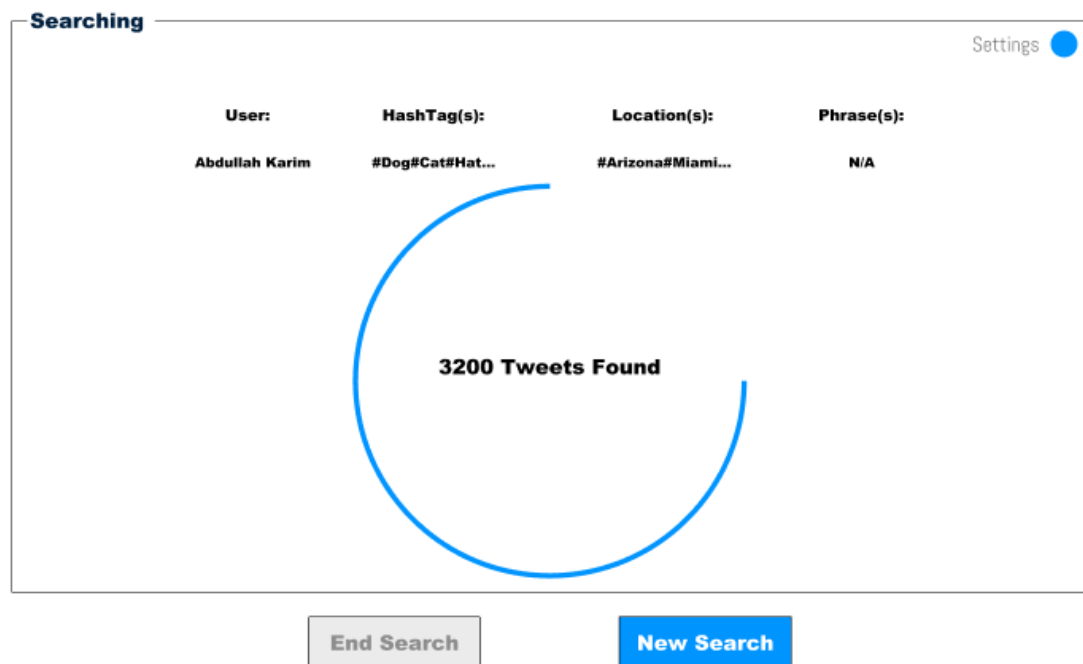 Searching
Settings
User: HashTag(s): Location(s): Phrase(s):
Abdullah Karim #Dog#Cat#Hat... #Arizona#Miami... N/A
3200 Tweets Found
End Search New Search